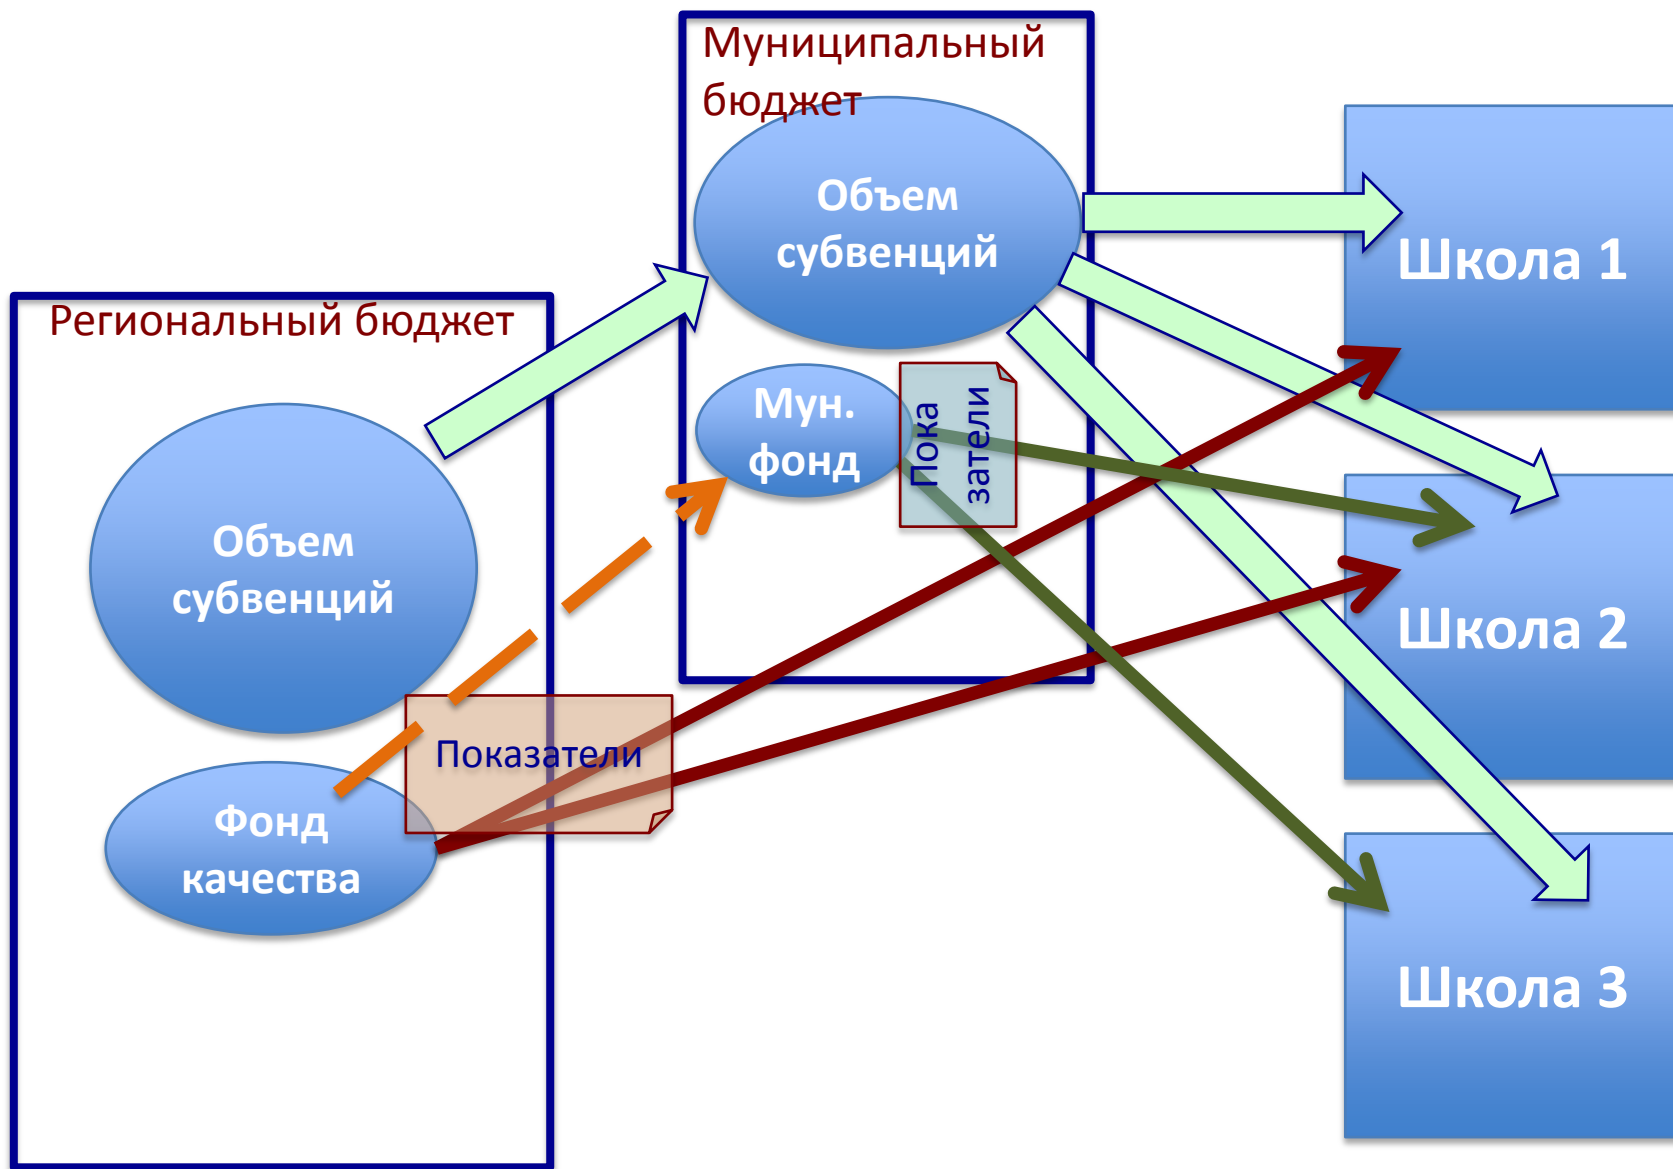 Муниципальный
бюджет
Объем
субвенций
Мун.
фонд
Пока
затели
Региональный бюджет
Объем
субвенций
Показатели
Фонд
качества
Школа 1
Школа 2
Школа 3